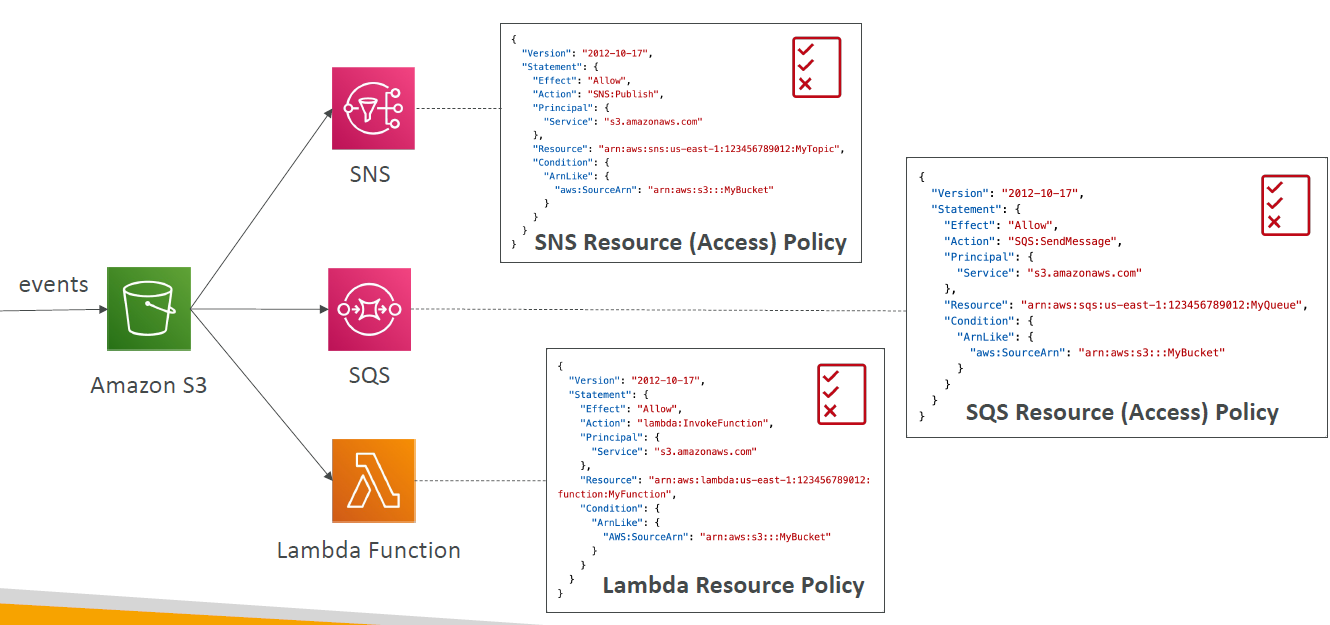 events
Amazon S3
SNS
SQS
Lambda Function
{
  "Version": "2012-10-17",
  "Statement": {
    "Effect": "Allow",
    "Action": "SNS:Publish",
    "Principal": {
      "Service": "s3.amazonaws.com"
    },
    "Resource": "arn:aws:sns:us-east-1:123456789012:MyTopic",
    "Condition": {
      "ArnLike": {
        "aws:SourceArn": "arn:aws:s3:::MyBucket"
      }
    }
  }
}
SNS Resource (Access) Policy
{
  "Version": "2012-10-17",
  "Statement": {
    "Effect": "Allow",
    "Action": "SQS:SendMessage",
    "Principal": {
      "Service": "s3.amazonaws.com"
    },
    "Resource": "arn:aws:sqs:us-east-1:123456789012:MyQueue",
    "Condition": {
      "ArnLike": {
        "aws:SourceArn": "arn:aws:s3:::MyBucket"
      }
    }
  }
}
SQS Resource (Access) Policy
{
  "Version": "2012-10-17",
  "Statement": {
    "Effect": "Allow",
    "Action": "lambda:InvokeFunction",
    "Principal": {
      "Service": "s3.amazonaws.com"
    },
    "Resource": "arn:aws:lambda:us-east-1:123456789012:
function:MyFunction",
    "Condition": {
      "ArnLike": {
        "AWS:SourceArn": "arn:aws:s3:::MyBucket"
      }
    }
  }
}
Lambda Resource Policy